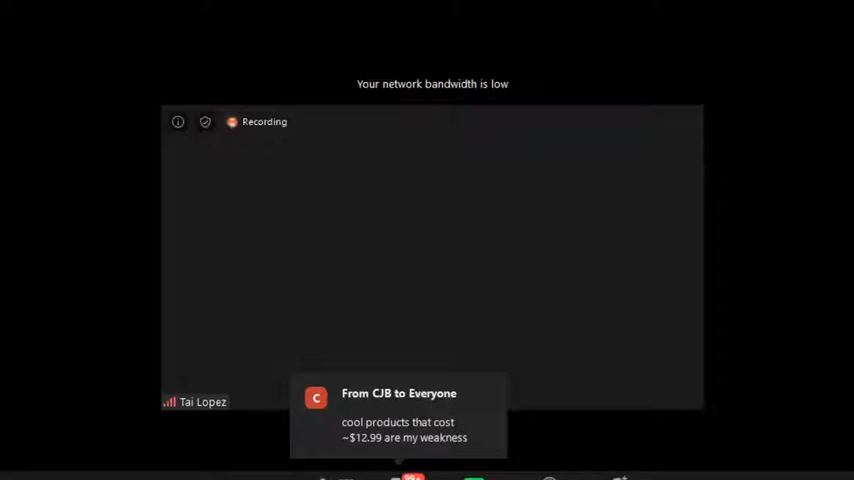 Your network bandwidth is low
Recording
Tai Lopez
C
From CJB to Everyone
cool products that cost
~$12.99 are my weakness
99+